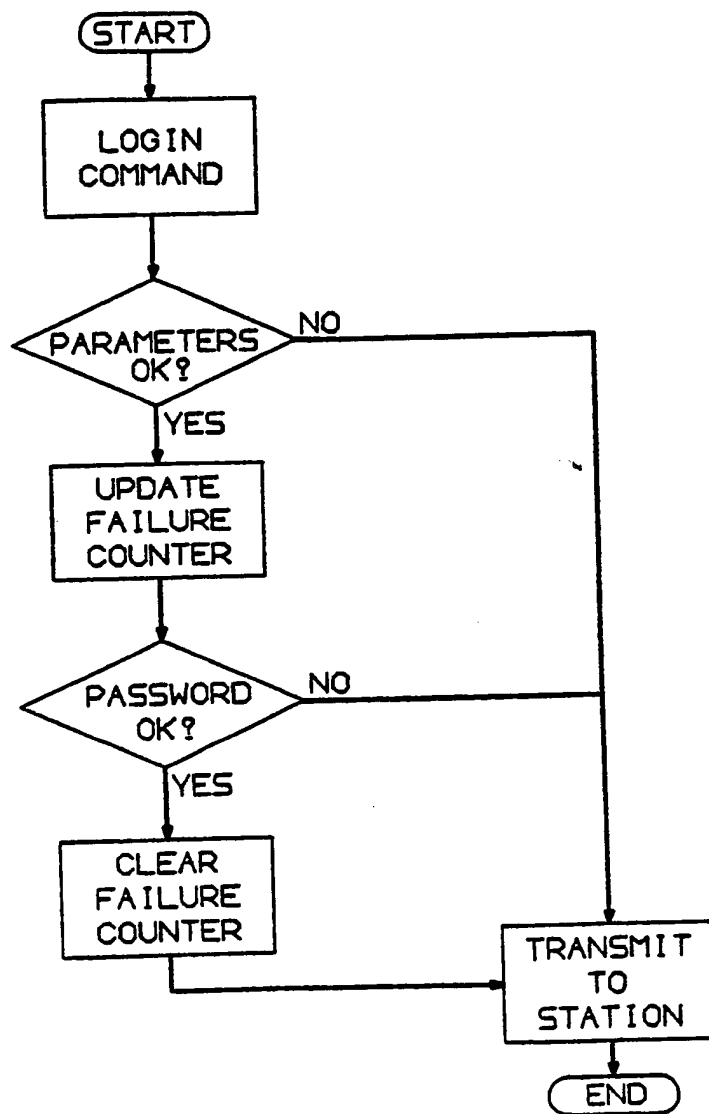 START
LOGIN
COMMAND
PARAMETERS
OK?
NO
YES
UPDATE
FAILURE
COUNTER
PASSWORD
OK?
NO
YES
CLEAR
FAILURE
COUNTER
TRANSMIT
TO
STATION
END